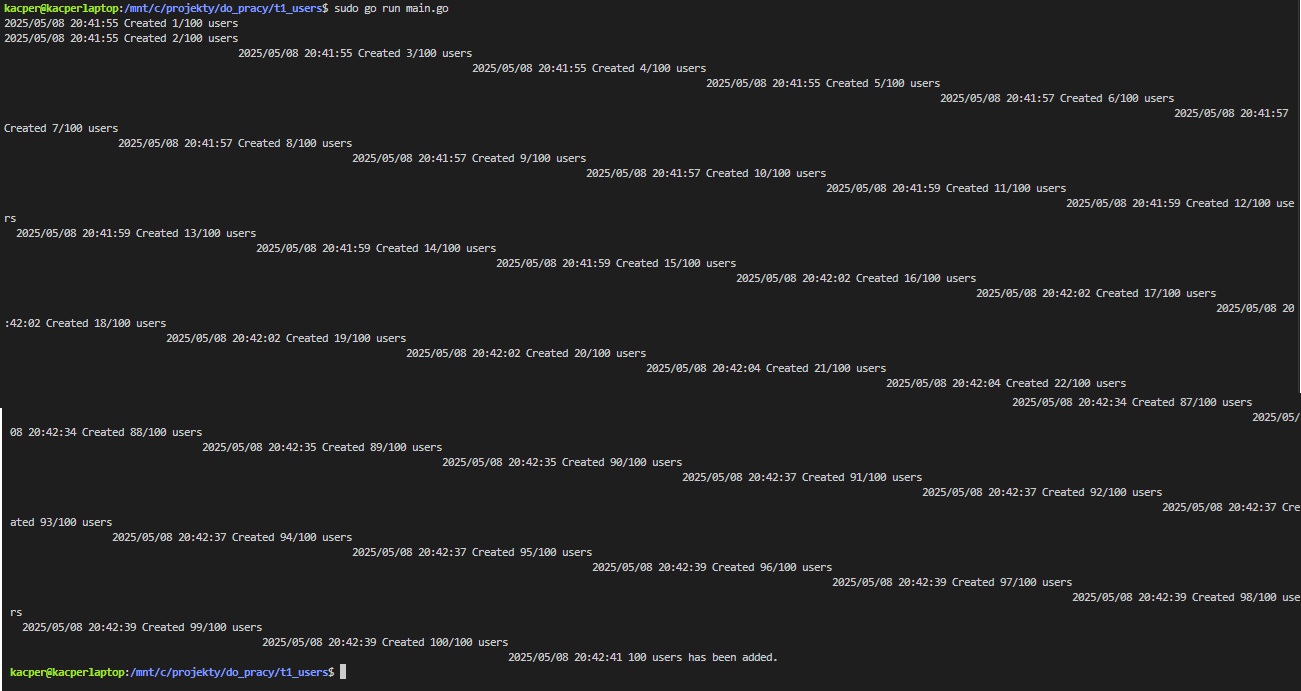 kacper@kacperlaptop:/mnt/c/projekty/do_pracy/t1_users$ sudo go run main.go
2025/05/08 20:41:55 Created 1/100 users
2025/05/08 20:41:55 Created 2/100 users
2025/05/08 20:41:55 Created 3/100 users
2025/05/08 20:41:55 Created 4/100 users
2025/05/08 20:41:55 Created 5/100 users
2025/05/08 20:41:57 Created 6/100 users
2025/05/08 20:41:57
Created 7/100 users
2025/05/08 20:41:57 Created 8/100 users
2025/05/08 20:41:57 Created 9/100 users
2025/05/08 20:41:57 Created 10/100 users
2025/05/08 20:41:59 Created 11/100 users
2025/05/08 20:41:59 Created 12/100 use
rs
2025/05/08 20:41:59 Created 13/100 users
2025/05/08 20:41:59 Created 14/100 users
2025/05/08 20:41:59 Created 15/100 users
2025/05/08 20:42:02 Created 16/100 users
2025/05/08 20:42:02 Created 17/100 users
2025/05/08 20
:42:02 Created 18/100 users
2025/05/08 20:42:02 Created 19/100 users
2025/05/08 20:42:02 Created 20/100 users
2025/05/08 20:42:04 Created 21/100 users
2025/05/08 20:42:04 Created 22/100 users
2025/05/08 20:42:34 Created 87/100 users
2025/05/
08 20:42:34 Created 88/100 users
2025/05/08 20:42:35 Created 89/100 users
2025/05/08 20:42:35 Created 90/100 users
2025/05/08 20:42:37 Created 91/100 users
2025/05/08 20:42:37 Created 92/100 users
2025/05/08 20:42:37 Cre
ated 93/100 users
2025/05/08 20:42:37 Created 94/100 users
2025/05/08 20:42:37 Created 95/100 users
2025/05/08 20:42:39 Created 96/100 users
2025/05/08 20:42:39 Created 97/100 users
2025/05/08 20:42:39 Created 98/100 use
rs
2025/05/08 20:42:39 Created 99/100 users
2025/05/08 20:42:39 Created 100/100 users
2025/05/08 20:42:41 100 users has been added.
kacper@kacperlaptop:/mnt/c/projekty/do_pracy/t1_users$